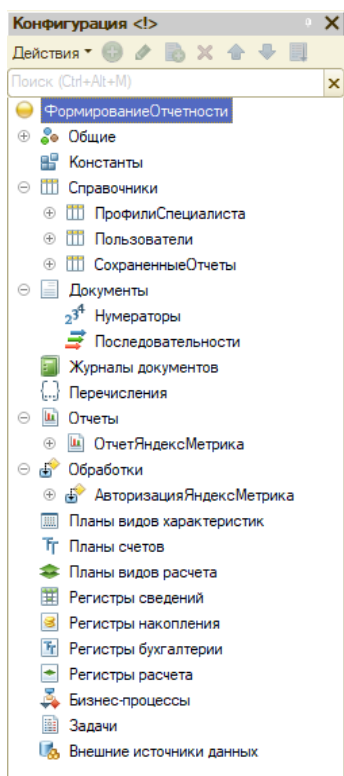 Конфигурация <!>
Действия
Поиск (Ctrl+Alt+M)
ФормированиеОтчетности
Общие
Константы
Справочники
ПрофилиСпециалиста
Пользователи
СохраненныеОтчеты
Документы
Нумераторы
Последовательности
Журналы документов
Перечисления
Отчеты
ОтчетЯндексМетрика
Обработки
АвторизацияЯндексМетрика
Планы видов характеристик
Планы счетов
Планы видов расчета
Регистры сведений
Регистры накопления
Регистры бухгалтерии
Регистры расчета
Бизнес-процессы
Задачи
Внешние источники данных